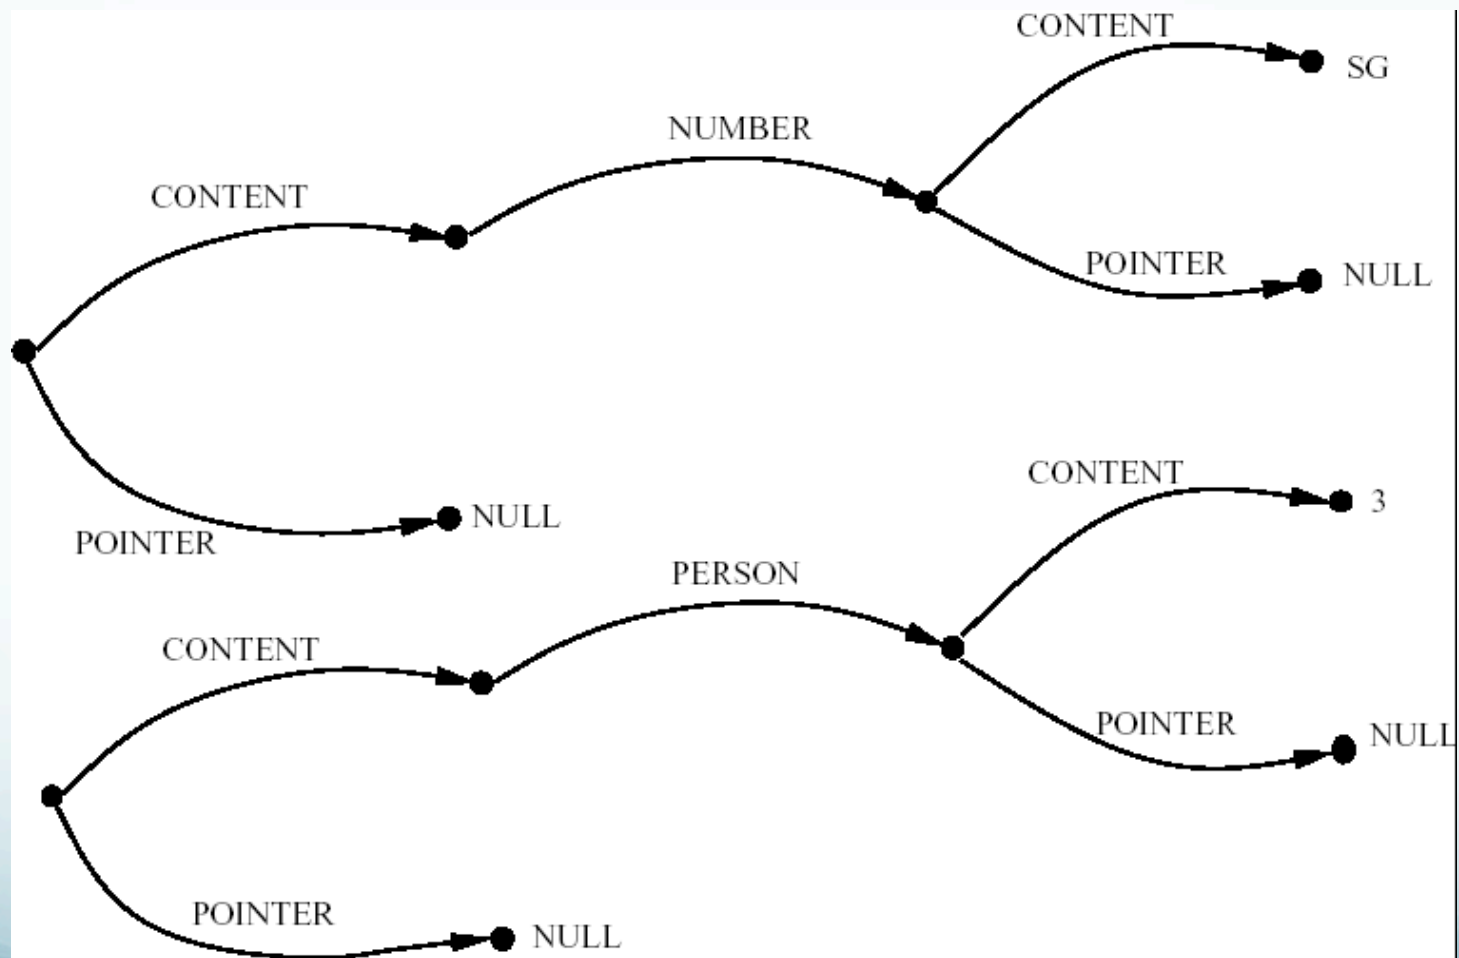 CONTENT
SG
NUMBER
CONTENT
POINTER
NULL
NULL
POINTER
CONTENT
3
PERSON
CONTENT
POINTER
NULL
POINTER
NULL